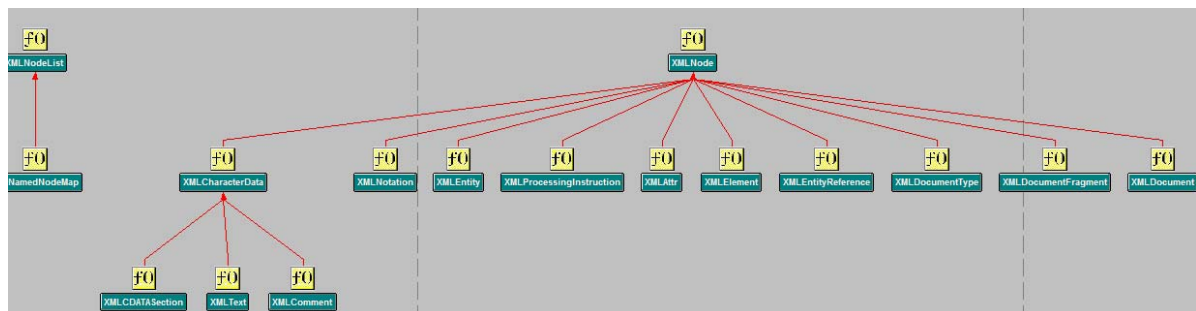 f() f()
XMLNodeList XMLNode
f() f() f() f() f() f() f() f() f() f() f()
NamedNodeMap XMLCharacterData XMLNotation XMLEntity XMLProcessingInstruction XMLAttr XMLElement XMLEntityReference XMLDocumentType XMLDocumentFragment XMLDocument
f() f() f()
XMLCDATASection XMLText XMLComment